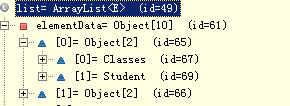 list= ArrayList<E> (id=49)
elementData= Object[10] (id=61)
[0]= Object[2] (id=65)
[0]= Classes (id=67)
[1]= Student (id=69)
[1]= Object[2] (id=66)